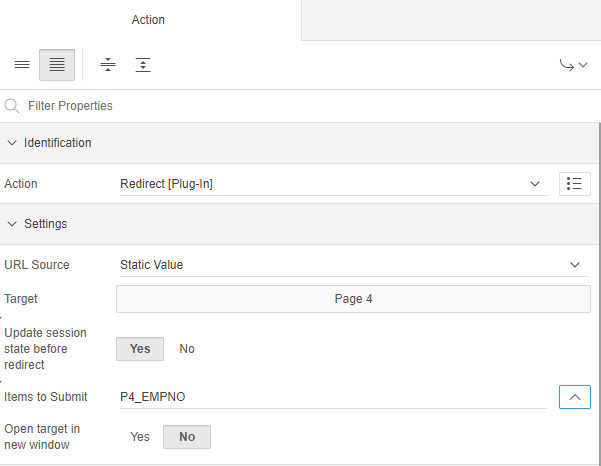 Action
Filter Properties
Identification
Action Redirect [Plug-In]
Settings
URL Source Static Value
Target Page 4
Update session
state before
redirect
Yes No
Items to Submit P4_EMPNO
Open target in
new window
Yes No